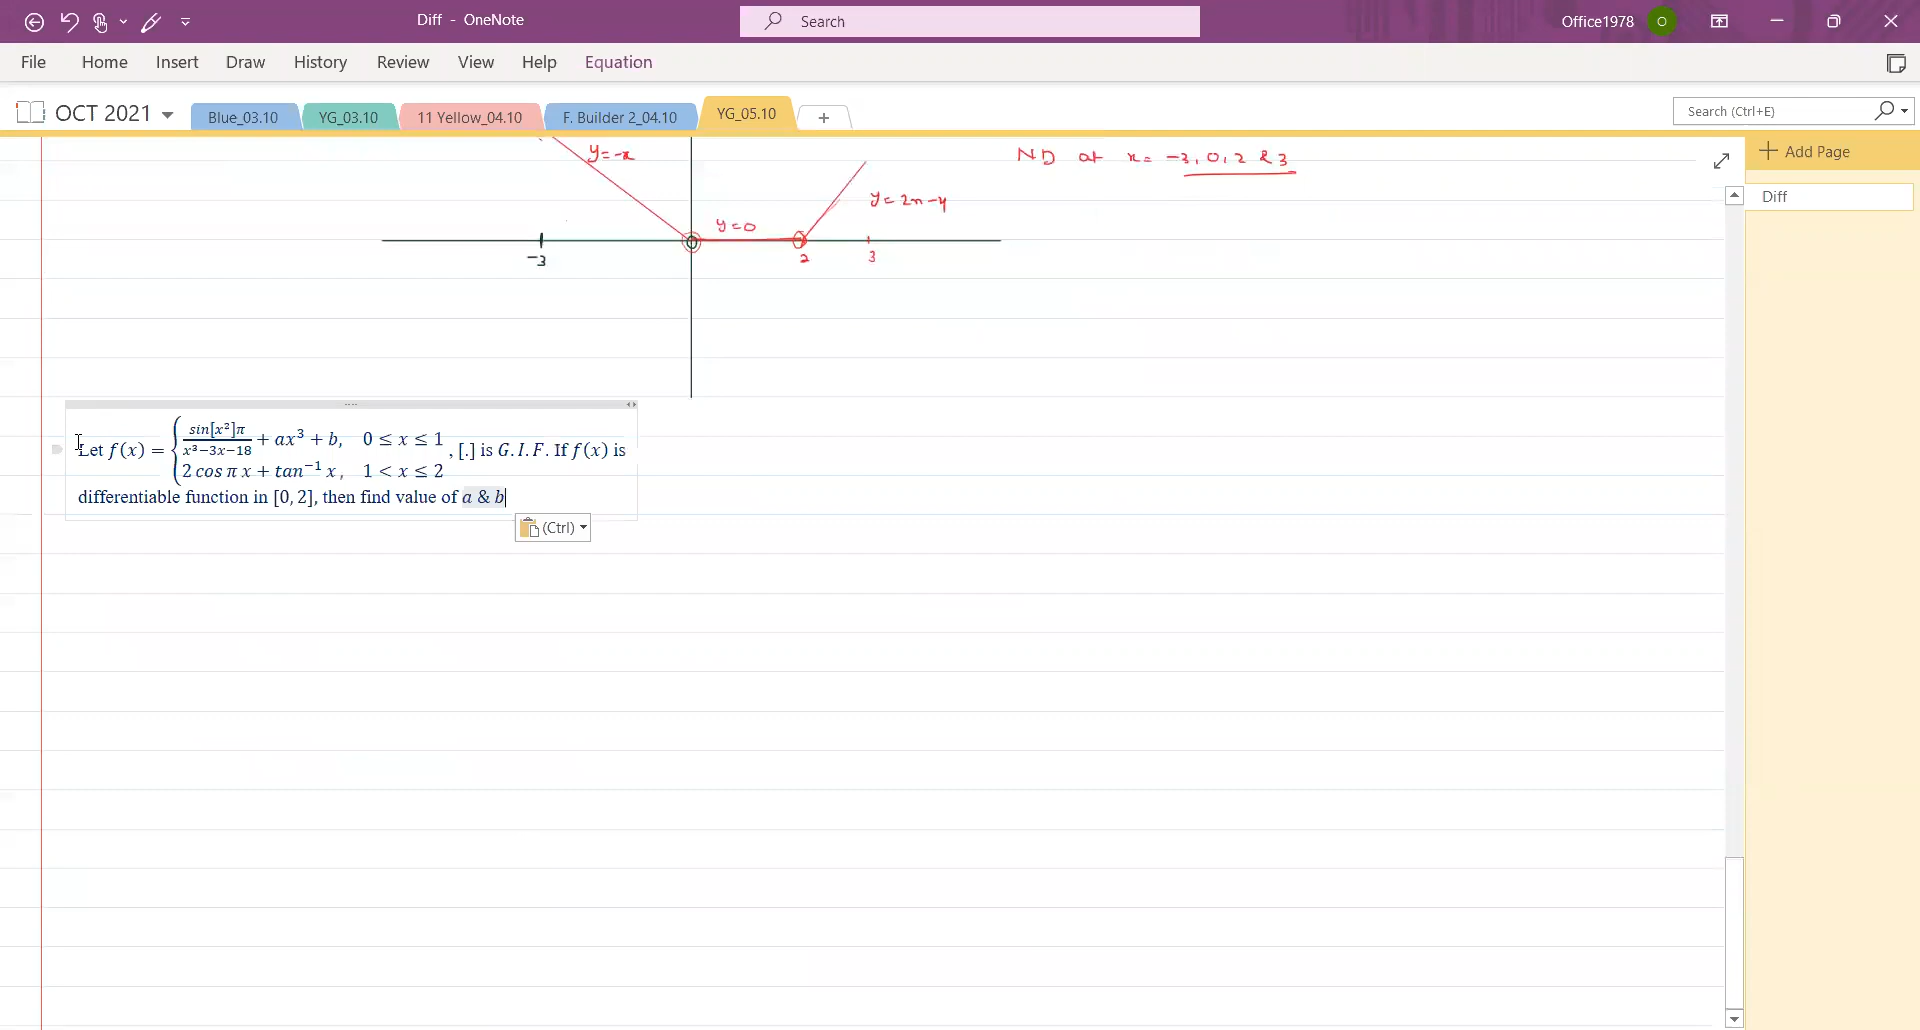 Diff - OneNote
Search
Office1978
O
File Home Insert Draw History Review View Help Equation
OCT 2021
Blue_03.10
YG_03.10
11 Yellow_04.10
F. Builder 2_04.10
YG_05.10
+
Search (Ctrl+E)
Add Page
Diff
y=-x
ND at x= -3, 0, 2 & 3
y= 2x-4
y=0
0
-3
2
3
Let f(x) = { sin[x²]π / x³−3x−18 + ax³ + b, 0 ≤ x ≤ 1
2 cos π x + tan⁻¹ x, 1 < x ≤ 2 , [.] is G.I.F. If f(x) is
differentiable function in [0, 2], then find value of a & b
(Ctrl)